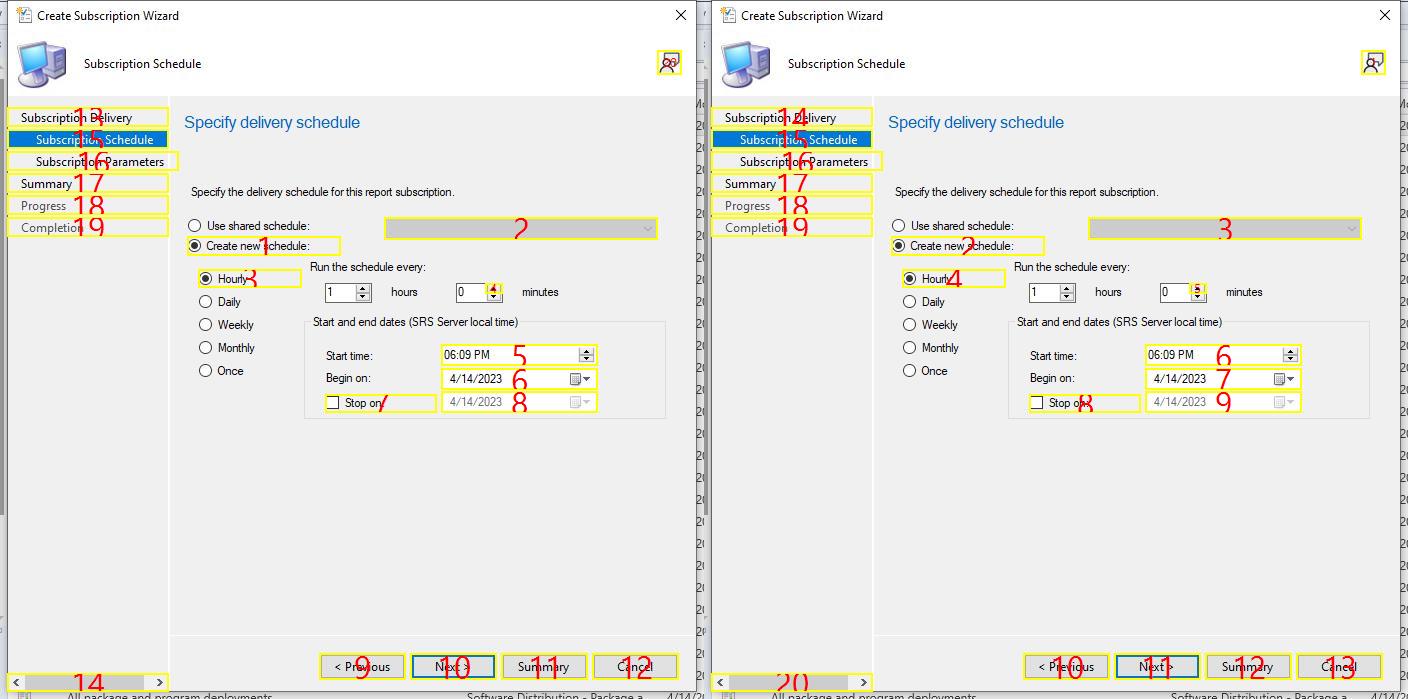 Create Subscription Wizard
Subscription Schedule
20
13
Subscription Delivery
15
Subscription Schedule
16
Subscription Parameters
17
Summary
18
Progress
19
Completion
14
Specify delivery schedule
Specify the delivery schedule for this report subscription.
Use shared schedule:
2
1
Create new schedule:
3
Hourly
Daily
Weekly
Monthly
Once
Run the schedule every:
1 hours 0 4 minutes
Start and end dates (SRS Server local time)
Start time: 06:09 PM 5
Begin on: 4/14/2023 6
Stop on: 7 4/14/2023 8
< Previous 9
Next > 10
Summary 11
Cancel 12
All package and program deployments
Software Distribution - Package a
4/14/20
Create Subscription Wizard
Subscription Schedule
1
14
Subscription Delivery
15
Subscription Schedule
16
Subscription Parameters
17
Summary
18
Progress
19
Completion
20
Specify delivery schedule
Specify the delivery schedule for this report subscription.
Use shared schedule:
3
2
Create new schedule:
4
Hourly
Daily
Weekly
Monthly
Once
Run the schedule every:
1 hours 0 5 minutes
Start and end dates (SRS Server local time)
Start time: 06:09 PM 6
Begin on: 4/14/2023 7
Stop on: 8 4/14/2023 9
< Previous 10
Next > 11
Summary 12
Cancel 13
All package and program deployments
Software Distribution - Package a
4/14/20